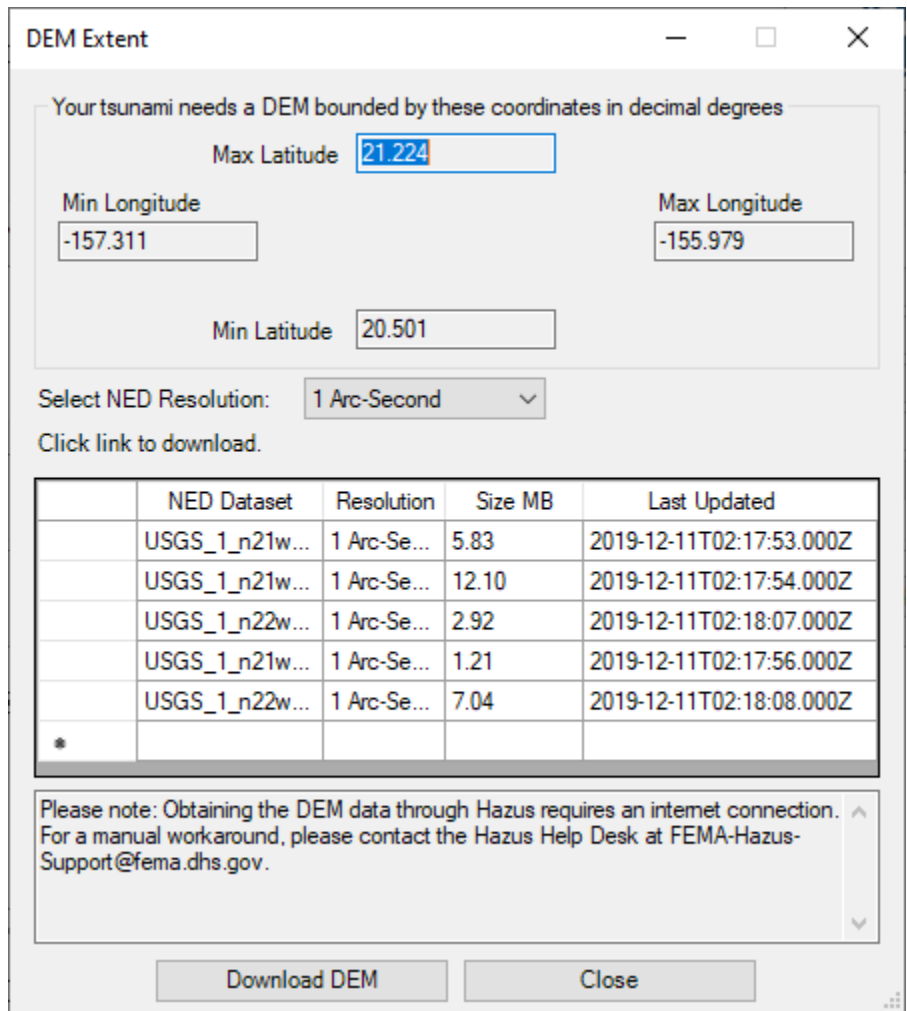 DEM Extent
Your tsunami needs a DEM bounded by these coordinates in decimal degrees
Max Latitude 21.224
Min Longitude Max Longitude
-157.311 -155.979
Min Latitude 20.501
Select NED Resolution: 1 Arc-Second
Click link to download.
NED Dataset Resolution Size MB Last Updated
USGS_1_n21w... 1 Arc-Se... 5.83 2019-12-11T02:17:53.000Z
USGS_1_n21w... 1 Arc-Se... 12.10 2019-12-11T02:17:54.000Z
USGS_1_n22w... 1 Arc-Se... 2.92 2019-12-11T02:18:07.000Z
USGS_1_n21w... 1 Arc-Se... 1.21 2019-12-11T02:17:56.000Z
USGS_1_n22w... 1 Arc-Se... 7.04 2019-12-11T02:18:08.000Z
*
Please note: Obtaining the DEM data through Hazus requires an internet connection.
For a manual workaround, please contact the Hazus Help Desk at FEMA-Hazus-
Support@fema.dhs.gov.
Download DEM Close